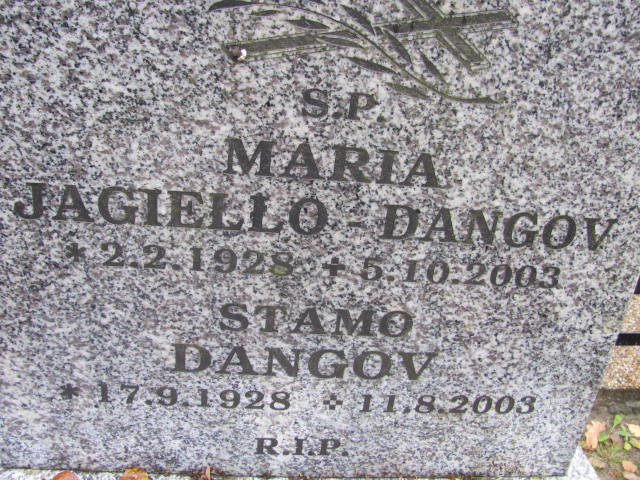 S.P.
MARIA
JAGIELLO - DANGOV
* 2.2.1928 + 5.10.2003
STAMO
DANGOV
* 17.9.1928 + 11.8.2003
R.I.P.